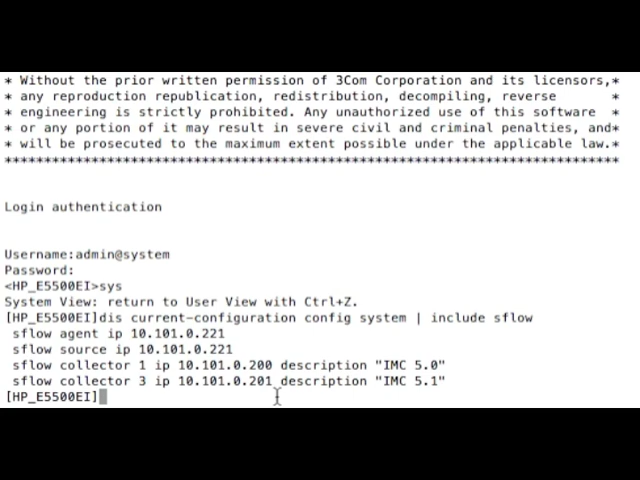 * Without the prior written permission of 3Com Corporation and its licensors,*
* any reproduction republication, redistribution, decompiling, reverse *
* engineering is strictly prohibited. Any unauthorized use of this software *
* or any portion of it may result in severe civil and criminal penalties, and*
* will be prosecuted to the maximum extent possible under the applicable law.*
******************************************************************************
Login authentication
Username:admin@system
Password:
<HP_E5500EI>sys
System View: return to User View with Ctrl+Z.
[HP_E5500EI]dis current-configuration config system | include sflow
sflow agent ip 10.101.0.221
sflow source ip 10.101.0.221
sflow collector 1 ip 10.101.0.200 description "IMC 5.0"
sflow collector 3 ip 10.101.0.201 description "IMC 5.1"
[HP_E5500EI]